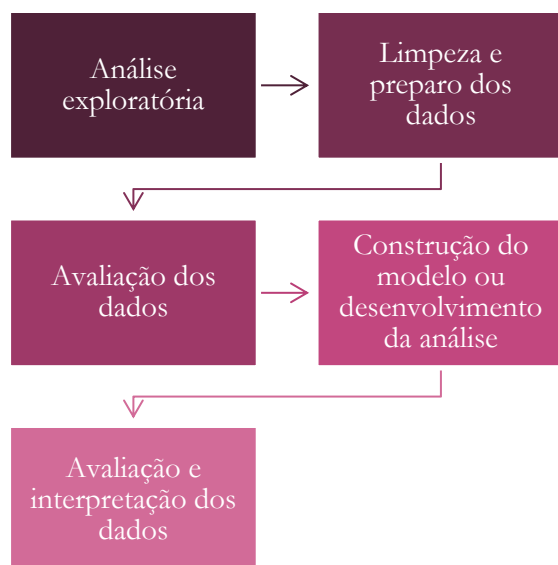 Análise
exploratória
Limpeza e
preparo dos
dados
Avaliação dos
dados
Construção do
modelo ou
desenvolvimento
da análise
Avaliação e
interpretação dos
dados